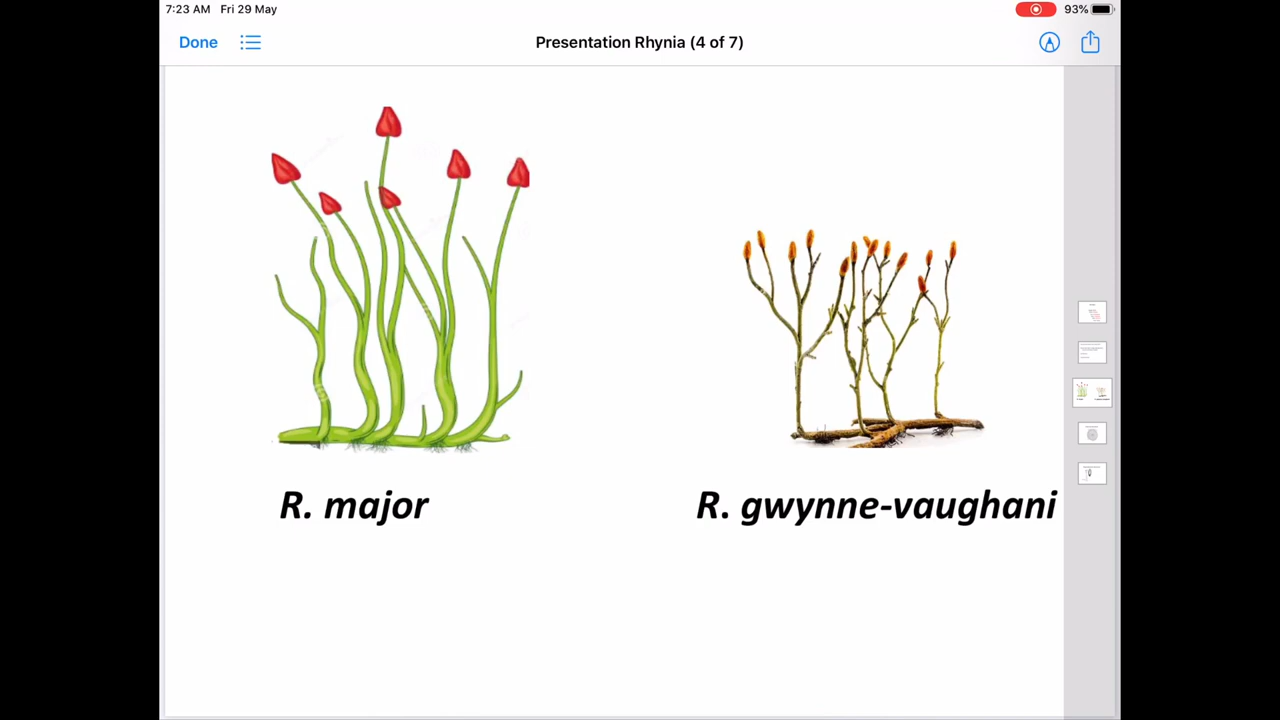 7:23 AM Fri 29 May
93%
Done
Presentation Rhynia (4 of 7)
R. major
R. gwynne-vaughani